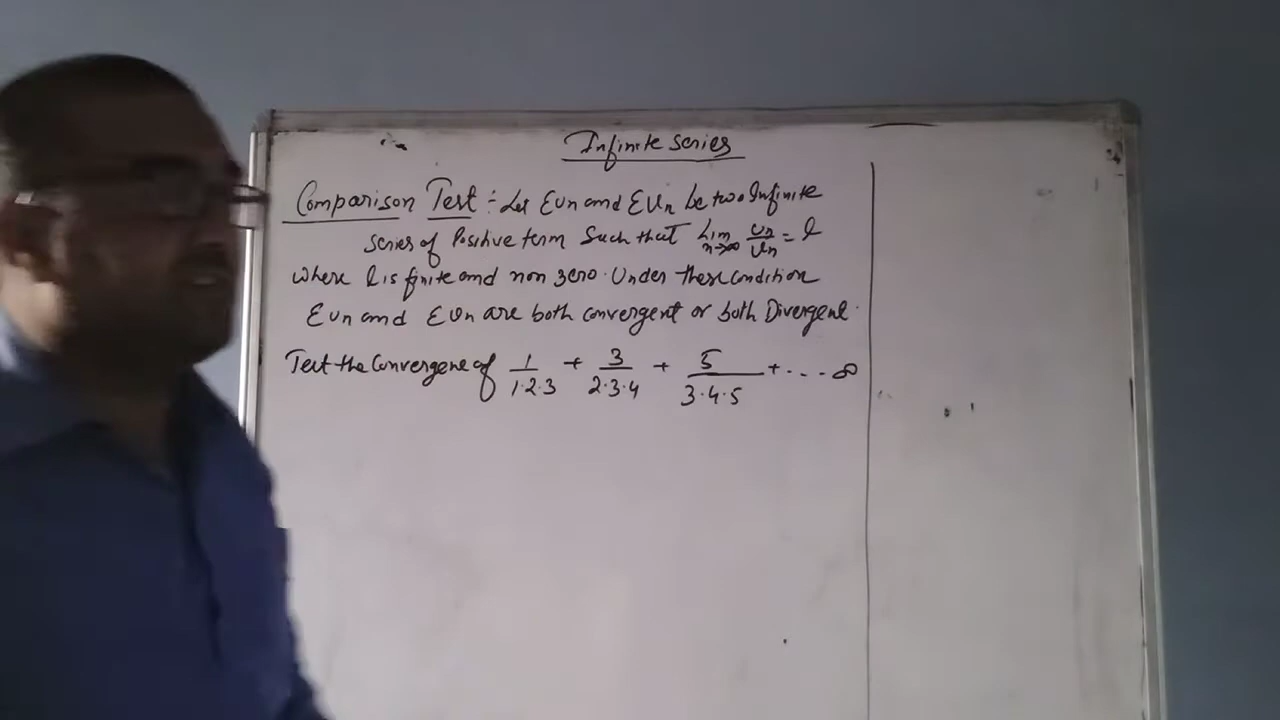 Infinite series
Comparison Test :- Let Σun and Σvn be two Infinite
series of Positive term Such that Lim n→∞ un/vn = l
where l is finite and non zero. Under these condition
Σun and Σvn are both convergent or both Divergent.
Test the Convergene of 1/1·2·3 + 3/2·3·4 + 5/3·4·5 + ---- ∞